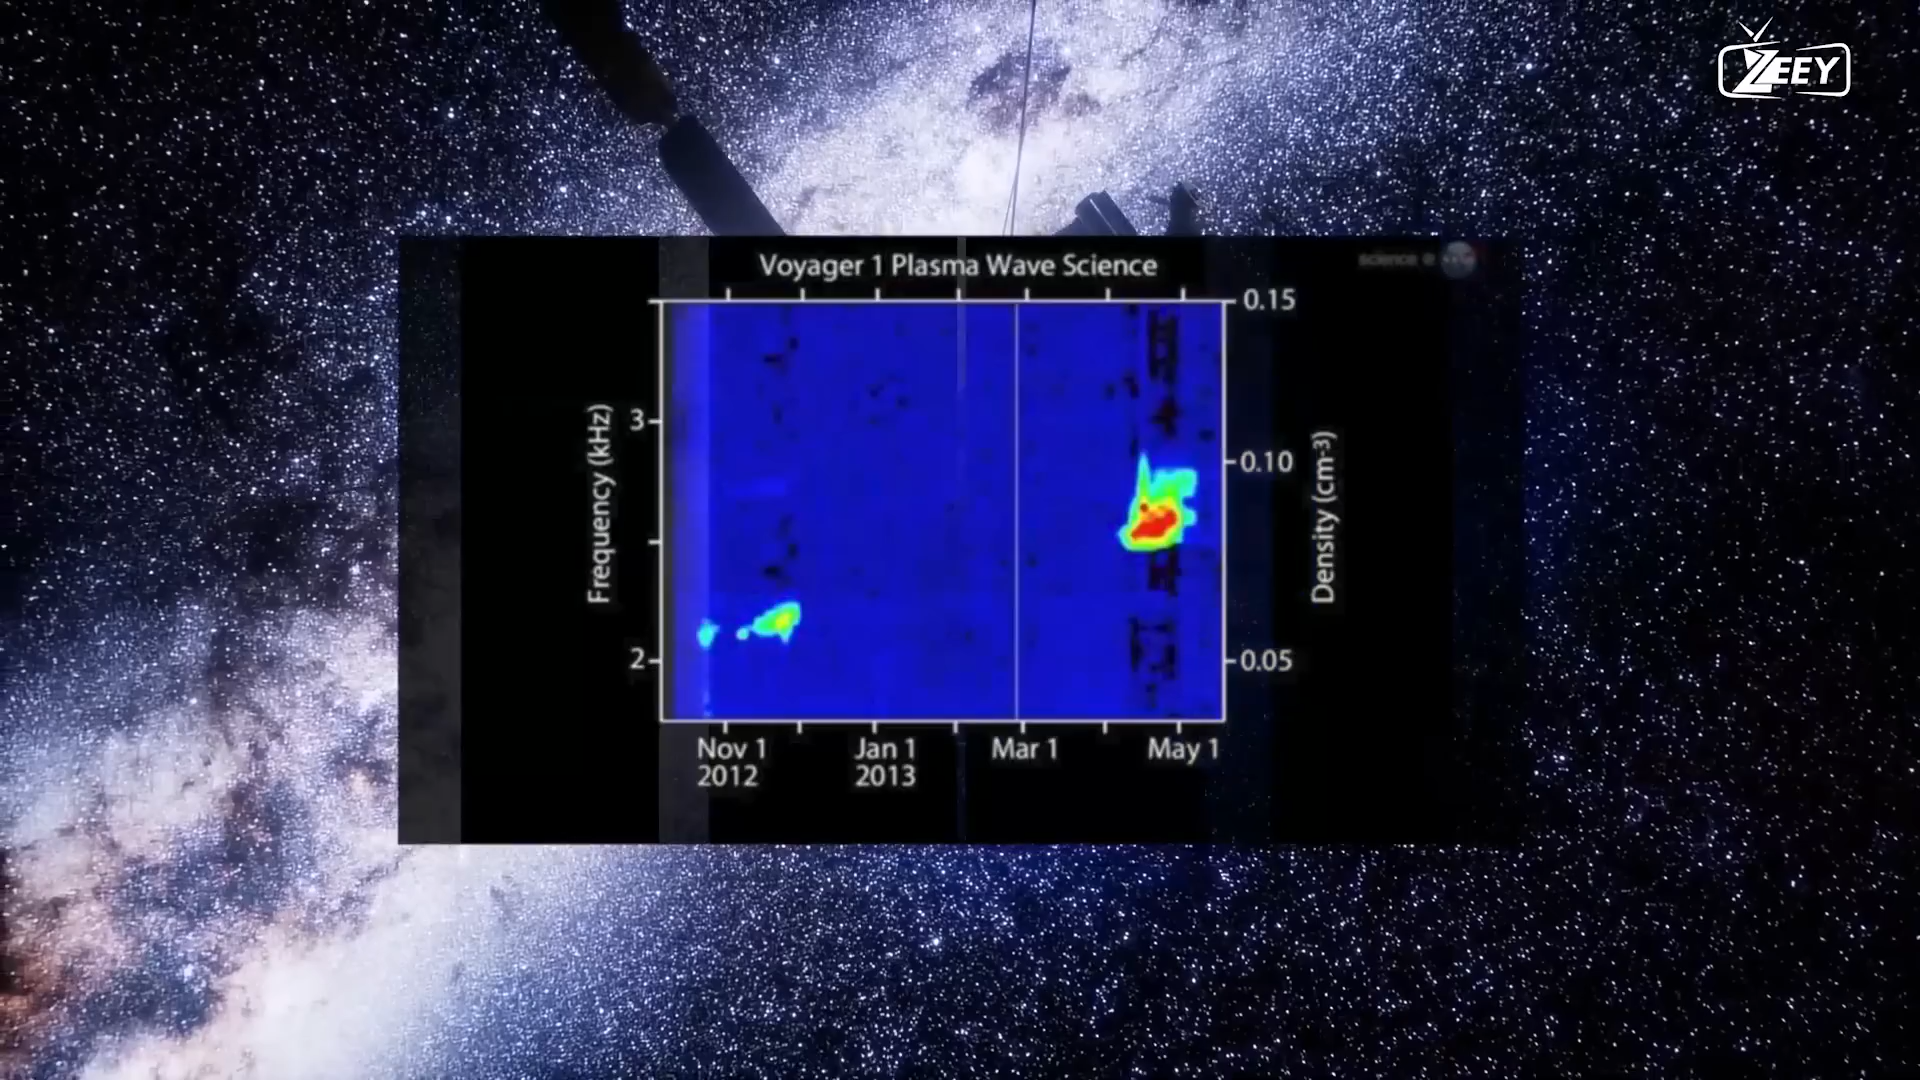 ZEEY
Voyager 1 Plasma Wave Science
science @
0.15
3
0.10
Frequency (kHz)
Density (cm-3)
2
0.05
Nov 1
2012
Jan 1
2013
Mar 1
May 1